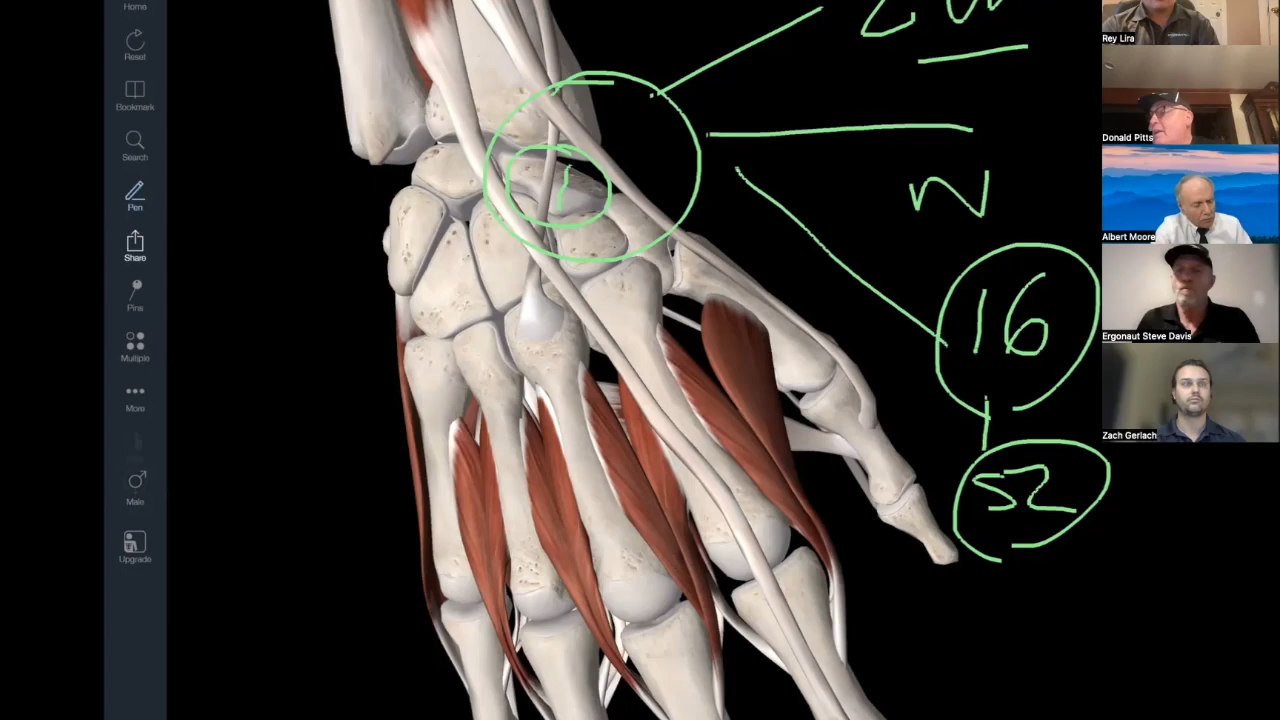 Home
Reset
Bookmark
Search
Pen
Share
Pins
Multiple
More
Male
Upgrade
N
16
52
1
Rey Lira
Donald Pitts
Albert Moore
Ergonaut Steve Davis
Zach Gerlach